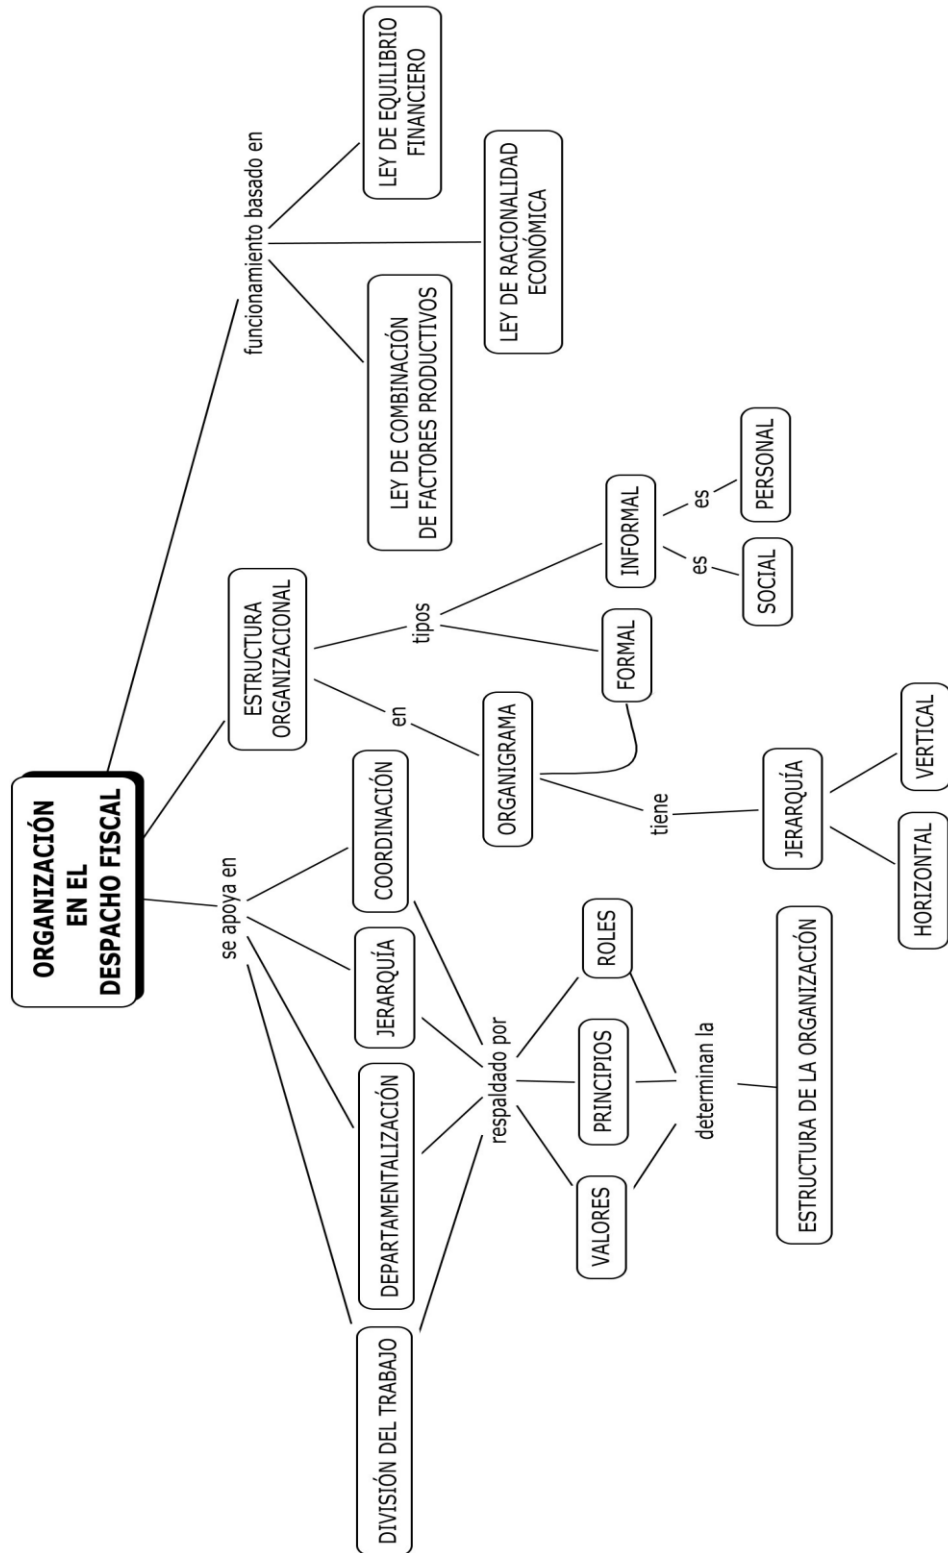 ORGANIZACIÓN
EN EL
DESPACHO FISCAL
se apoya en
DIVISIÓN DEL TRABAJO
DEPARTAMENTALIZACIÓN
JERARQUÍA
COORDINACIÓN
respaldado por
VALORES
PRINCIPIOS
ROLES
determinan la
ESTRUCTURA DE LA ORGANIZACIÓN
ESTRUCTURA
ORGANIZACIONAL
en
ORGANIGRAMA
tiene
JERARQUÍA
HORIZONTAL
VERTICAL
tipos
FORMAL
INFORMAL
es
es
SOCIAL
PERSONAL
funcionamiento basado en
LEY DE COMBINACIÓN
DE FACTORES PRODUCTIVOS
LEY DE RACIONALIDAD
ECONÓMICA
LEY DE EQUILIBRIO
FINANCIERO